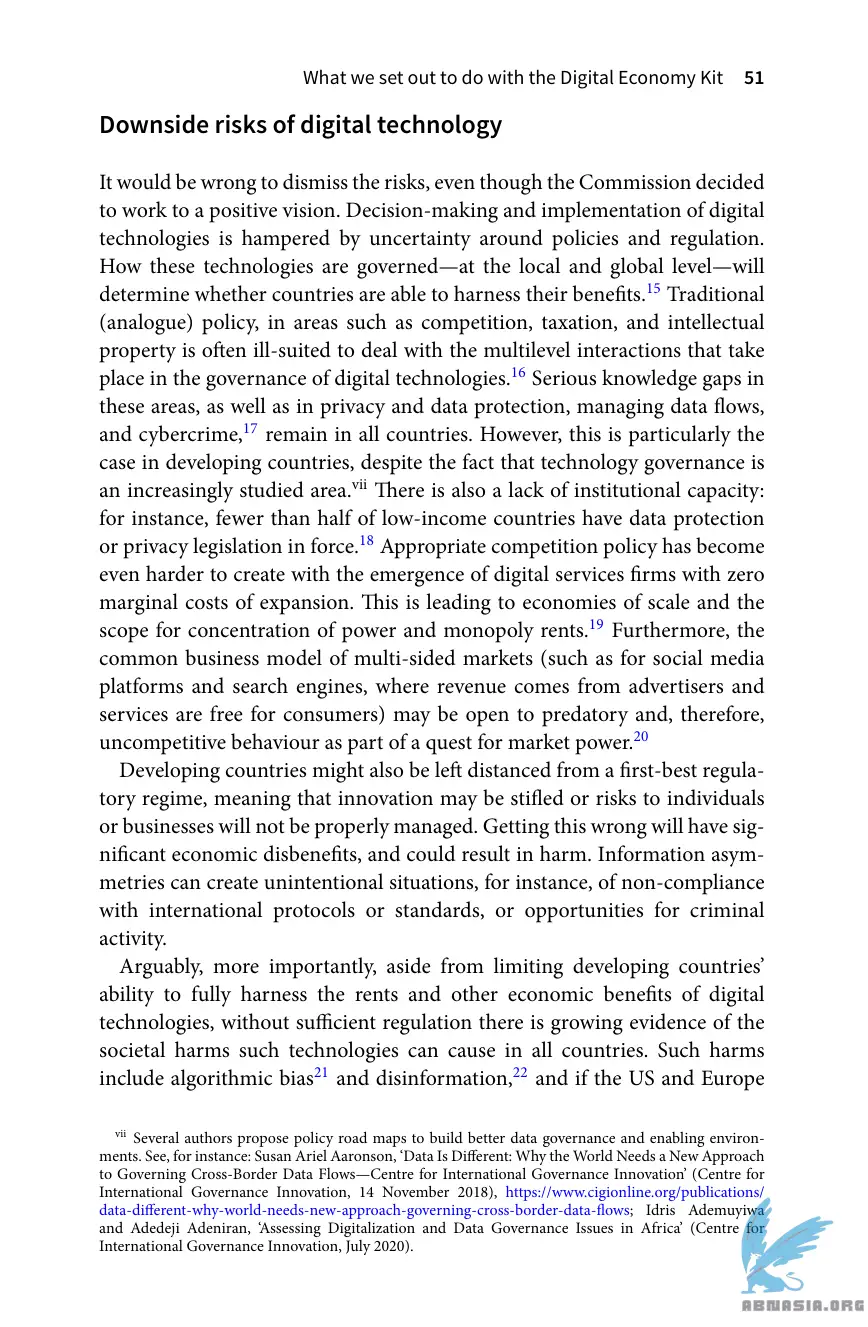 What we set out to do with the Digital Economy Kit 51
Downside risks of digital technology
It would be wrong to dismiss the risks, even though the Commission decided
to work to a positive vision. Decision-making and implementation of digital
technologies is hampered by uncertainty around policies and regulation.
How these technologies are governed—at the local and global level—will
determine whether countries are able to harness their benefits.15 Traditional
(analogue) policy, in areas such as competition, taxation, and intellectual
property is often ill-suited to deal with the multilevel interactions that take
place in the governance of digital technologies.16 Serious knowledge gaps in
these areas, as well as in privacy and data protection, managing data flows,
and cybercrime,17 remain in all countries. However, this is particularly the
case in developing countries, despite the fact that technology governance is
an increasingly studied area.vii There is also a lack of institutional capacity:
for instance, fewer than half of low-income countries have data protection
or privacy legislation in force.18 Appropriate competition policy has become
even harder to create with the emergence of digital services firms with zero
marginal costs of expansion. This is leading to economies of scale and the
scope for concentration of power and monopoly rents.19 Furthermore, the
common business model of multi-sided markets (such as for social media
platforms and search engines, where revenue comes from advertisers and
services are free for consumers) may be open to predatory and, therefore,
uncompetitive behaviour as part of a quest for market power.20
Developing countries might also be left distanced from a first-best regula-
tory regime, meaning that innovation may be stifled or risks to individuals
or businesses will not be properly managed. Getting this wrong will have sig-
nificant economic disbenefits, and could result in harm. Information asym-
metries can create unintentional situations, for instance, of non-compliance
with international protocols or standards, or opportunities for criminal
activity.
Arguably, more importantly, aside from limiting developing countries’
ability to fully harness the rents and other economic benefits of digital
technologies, without sufficient regulation there is growing evidence of the
societal harms such technologies can cause in all countries. Such harms
include algorithmic bias21 and disinformation,22 and if the US and Europe
vii Several authors propose policy road maps to build better data governance and enabling environ-
ments. See, for instance: Susan Ariel Aaronson, ‘Data Is Different: Why the World Needs a New Approach
to Governing Cross-Border Data Flows—Centre for International Governance Innovation’ (Centre for
International Governance Innovation, 14 November 2018), https://www.cigionline.org/publications/
data-different-why-world-needs-new-approach-governing-cross-border-data-flows; Idris Ademuyiwa
and Adedeji Adeniran, ‘Assessing Digitalization and Data Governance Issues in Africa’ (Centre for
International Governance Innovation, July 2020).
ABNASIA.ORG